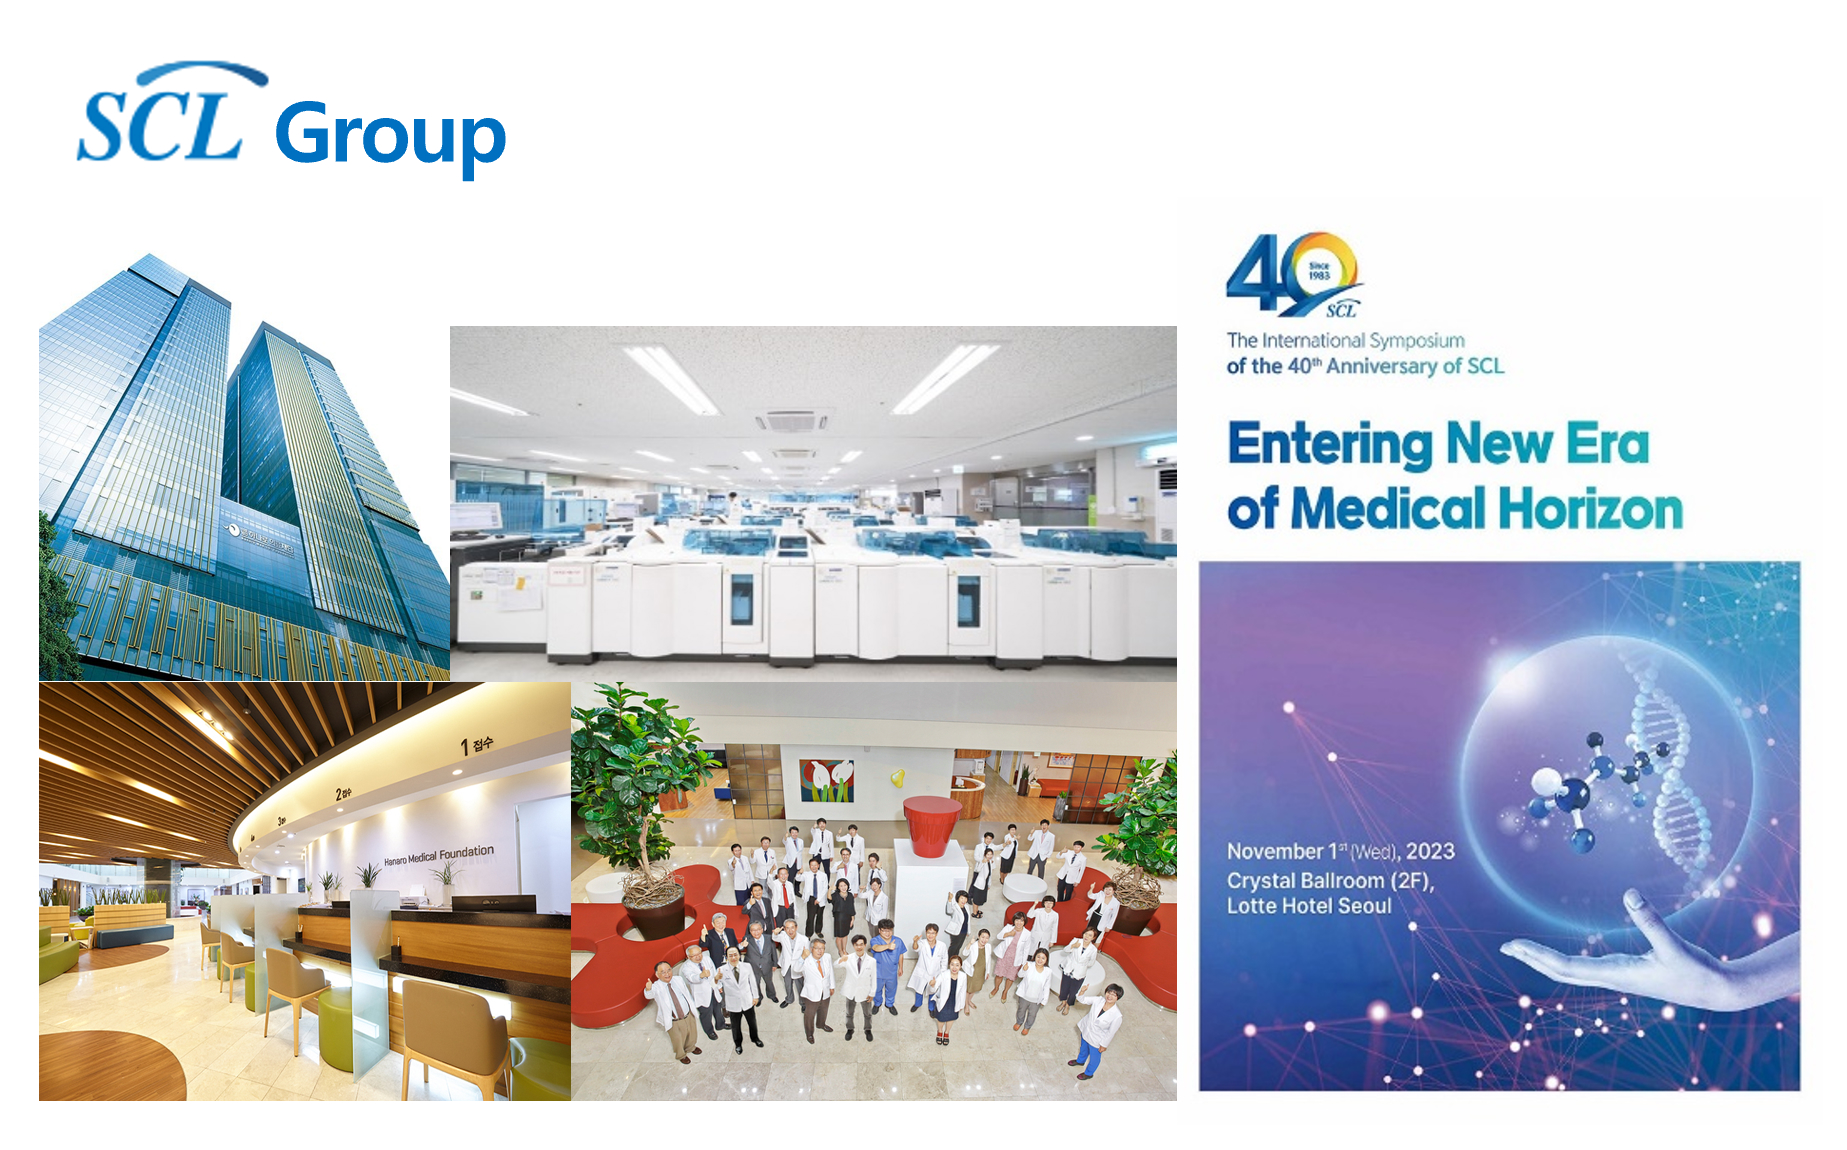 SCL Group
40
Since
1983
SCL
The International Symposium
of the 40th Anniversary of SCL
Entering New Era
of Medical Horizon
1 접수
2 접수
3 접수
Hanaro Medical Foundation
November 1st (Wed), 2023
Crystal Ballroom (2F),
Lotte Hotel Seoul